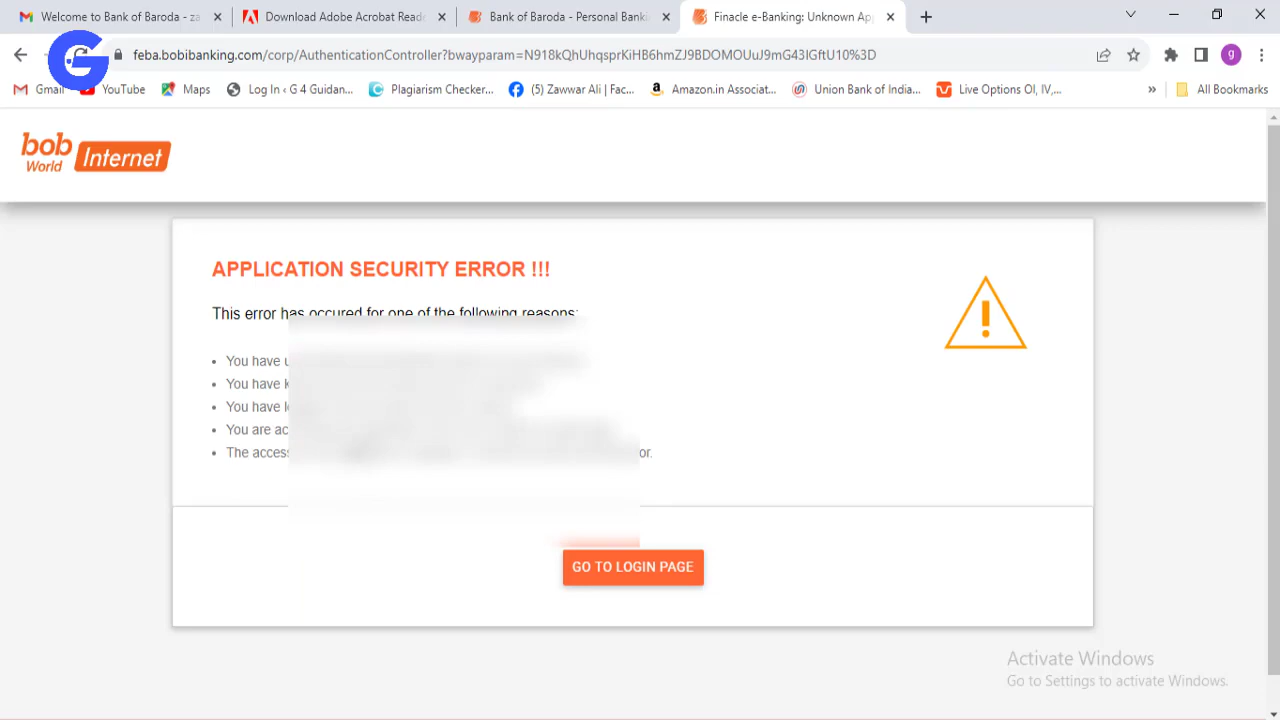 Welcome to Bank of Baroda - za
Download Adobe Acrobat Reade
Bank of Baroda - Personal Banki
Finacle e-Banking: Unknown App
feba.bobibanking.com/corp/AuthenticationController?bwayparam=N918kQhUhqsprKiHB6hmZJ9BDOMOUuJ9mG43IGftU10%3D
G
g
Gmail
YouTube
Maps
Log In ‹ G 4 Guidan...
Plagiarism Checker...
(5) Zawwar Ali | Fac...
Amazon.in Associat...
Union Bank of India...
Live Options OI, IV,...
»
All Bookmarks
bob
World
Internet
APPLICATION SECURITY ERROR !!!
This error has occured for one of the following reasons:
• You have
• You have
• You have
• You are
• The
GO TO LOGIN PAGE
Activate Windows
Go to Settings to activate Windows.